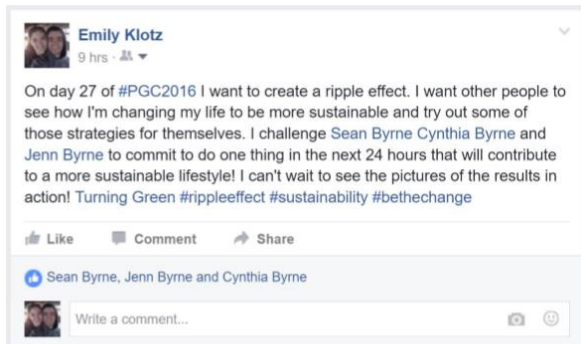 Emily Klotz
9 hrs ·
On day 27 of #PGC2016 I want to create a ripple effect. I want other people to
see how I'm changing my life to be more sustainable and try out some of
those strategies for themselves. I challenge Sean Byrne Cynthia Byrne and
Jenn Byrne to commit to do one thing in the next 24 hours that will contribute
to a more sustainable lifestyle! I can't wait to see the pictures of the results in
action! Turning Green #rippleeffect #sustainability #bethechange
Like Comment Share
Sean Byrne, Jenn Byrne and Cynthia Byrne
Write a comment...